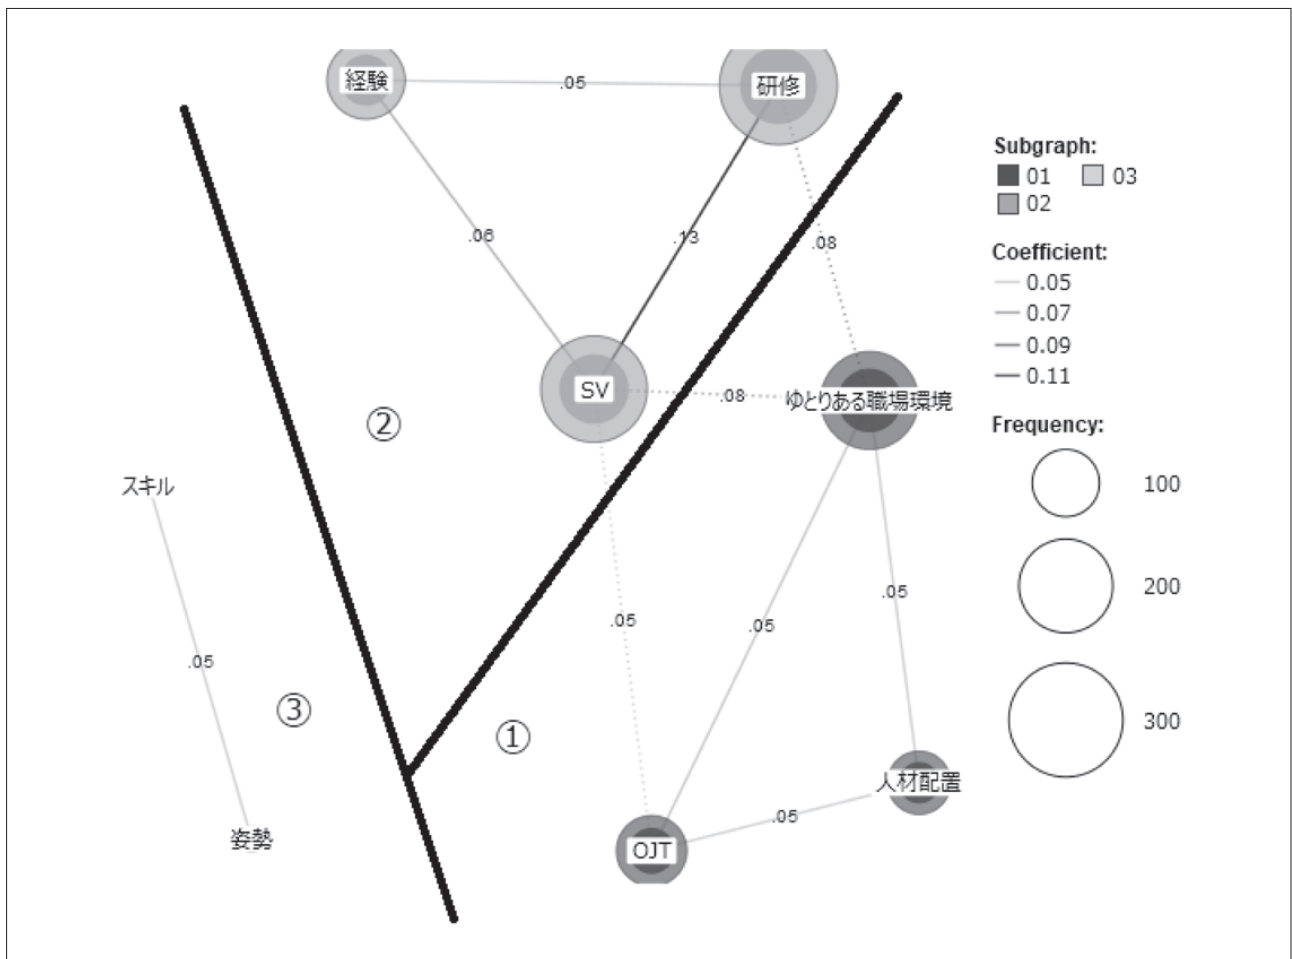 経験
.05
研修
Subgraph:
01 03
02
.06
.13
.08
Coefficient:
0.05
0.07
0.09
0.11
SV
.08
ゆとりある職場環境
②
Frequency:
100
200
300
スキル
.05
.05
.05
.05
③
①
人材配置
.05
姿勢
OJT